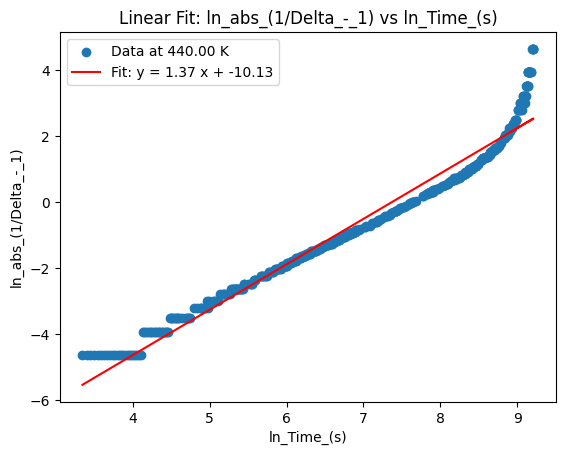 Linear Fit: ln_abs_(1/Delta_-_1) vs ln_Time_(s)
Data at 440.00 K
Fit: y = 1.37 x + -10.13
ln_abs_(1/Delta_-_1)
4
2
0
−2
−4
−6
4 5 6 7 8 9
ln_Time_(s)